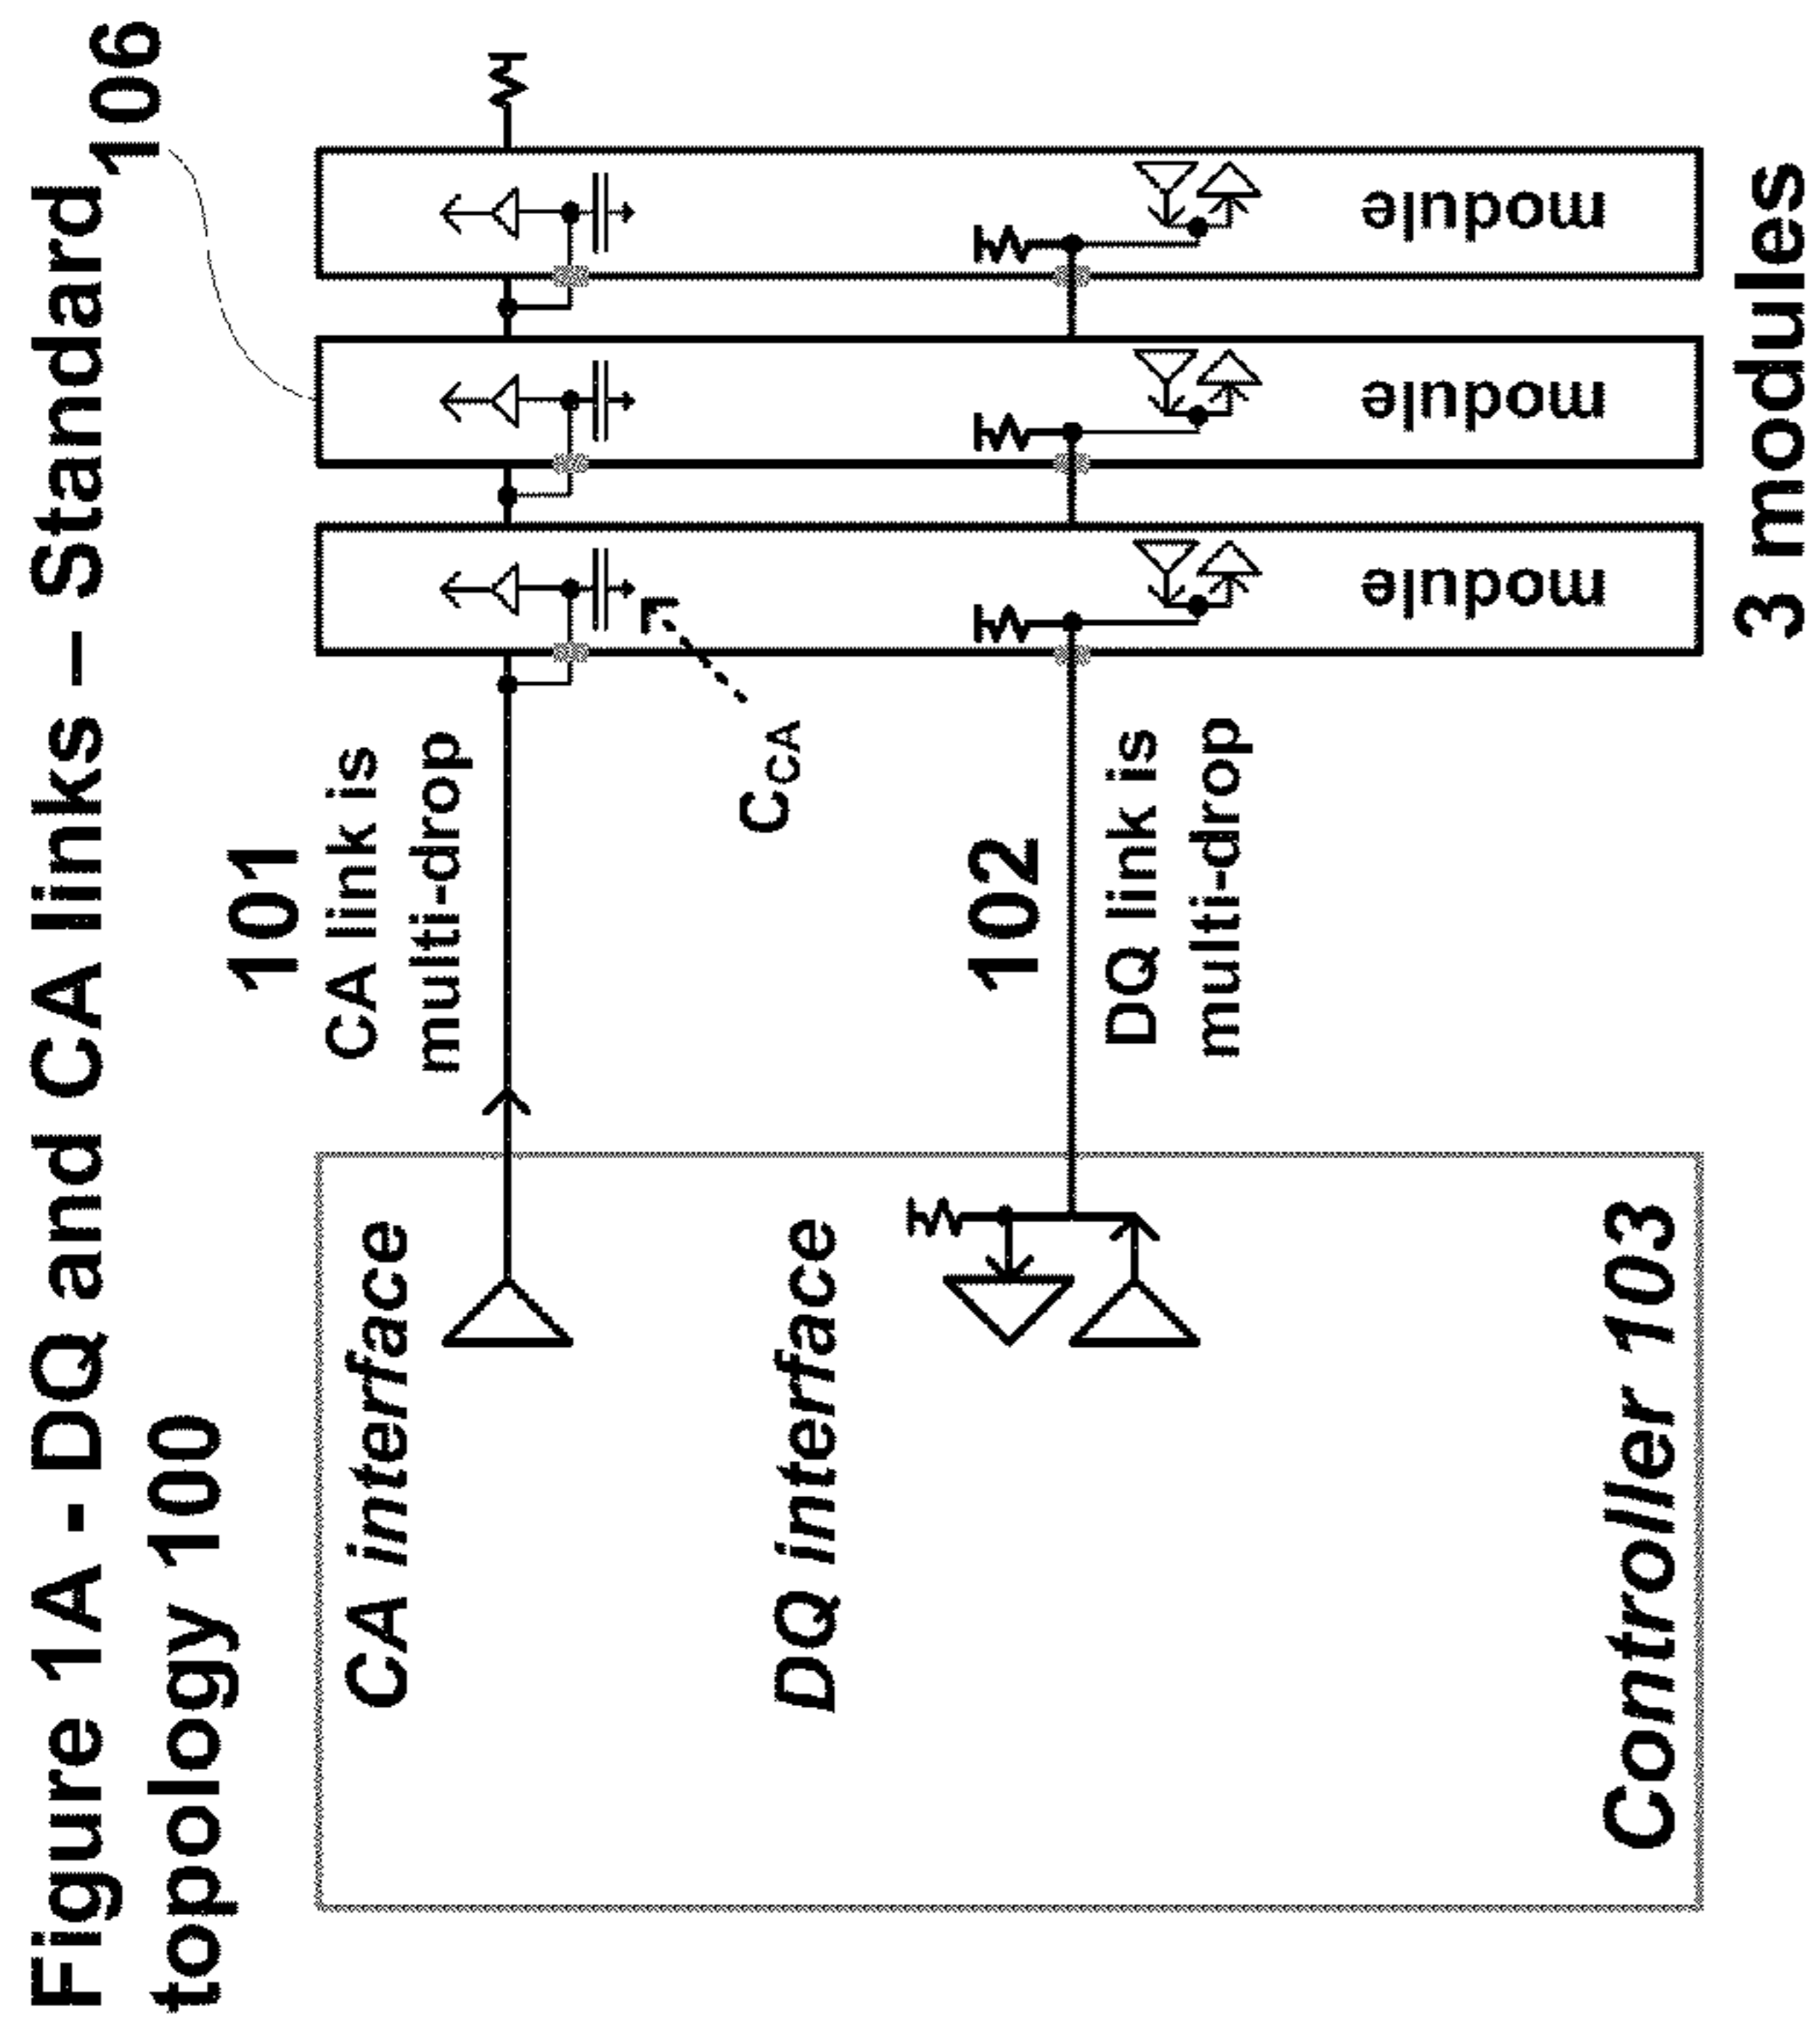 Figure 1A - DQ and CA links – Standard
topology 100
106
101
CA link is
multi-drop
CA interface
C_CA
102
DQ link is
multi-drop
DQ interface
module
module
module
Controller 103
3 modules